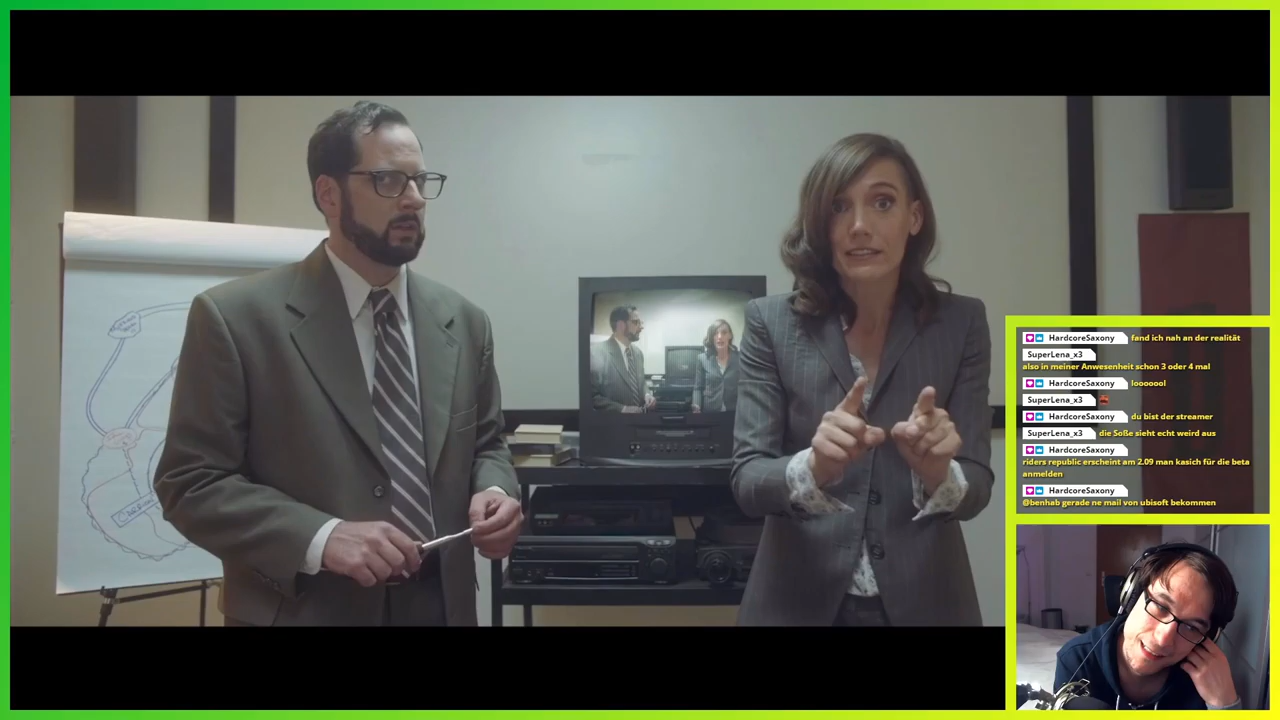 HardcoreSaxony fand ich nah an der realität
SuperLena_x3
also in meiner Anwesenheit schon 3 oder 4 mal
HardcoreSaxony looooool
SuperLena_x3
HardcoreSaxony du bist der streamer
SuperLena_x3 die Soße sieht echt weird aus
HardcoreSaxony
riders republic erscheint am 2.09 man kasich für die beta
anmelden
HardcoreSaxony
@benhab gerade ne mail von ubisoft bekommen